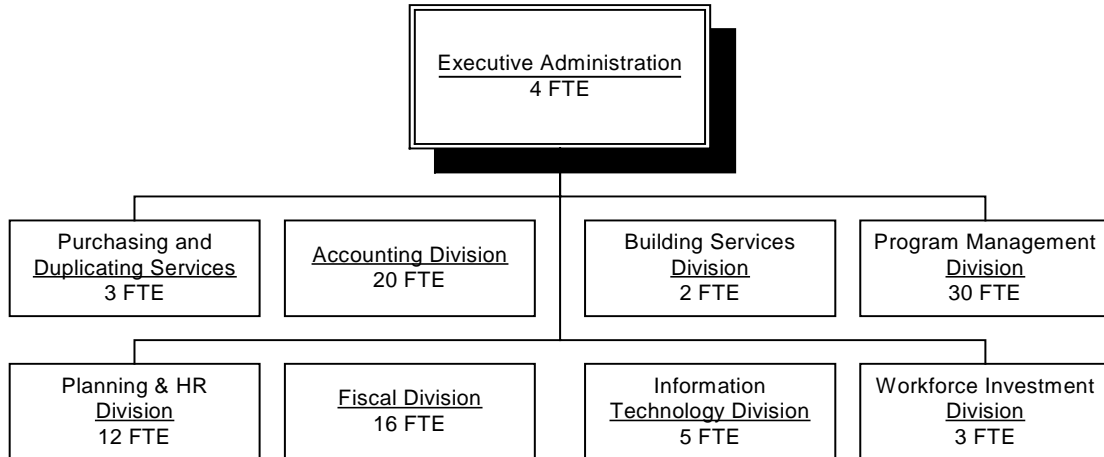 Executive Administration
4 FTE
Purchasing and
Duplicating Services
3 FTE
Accounting Division
20 FTE
Building Services
Division
2 FTE
Program Management
Division
30 FTE
Planning & HR
Division
12 FTE
Fiscal Division
16 FTE
Information
Technology Division
5 FTE
Workforce Investment
Division
3 FTE